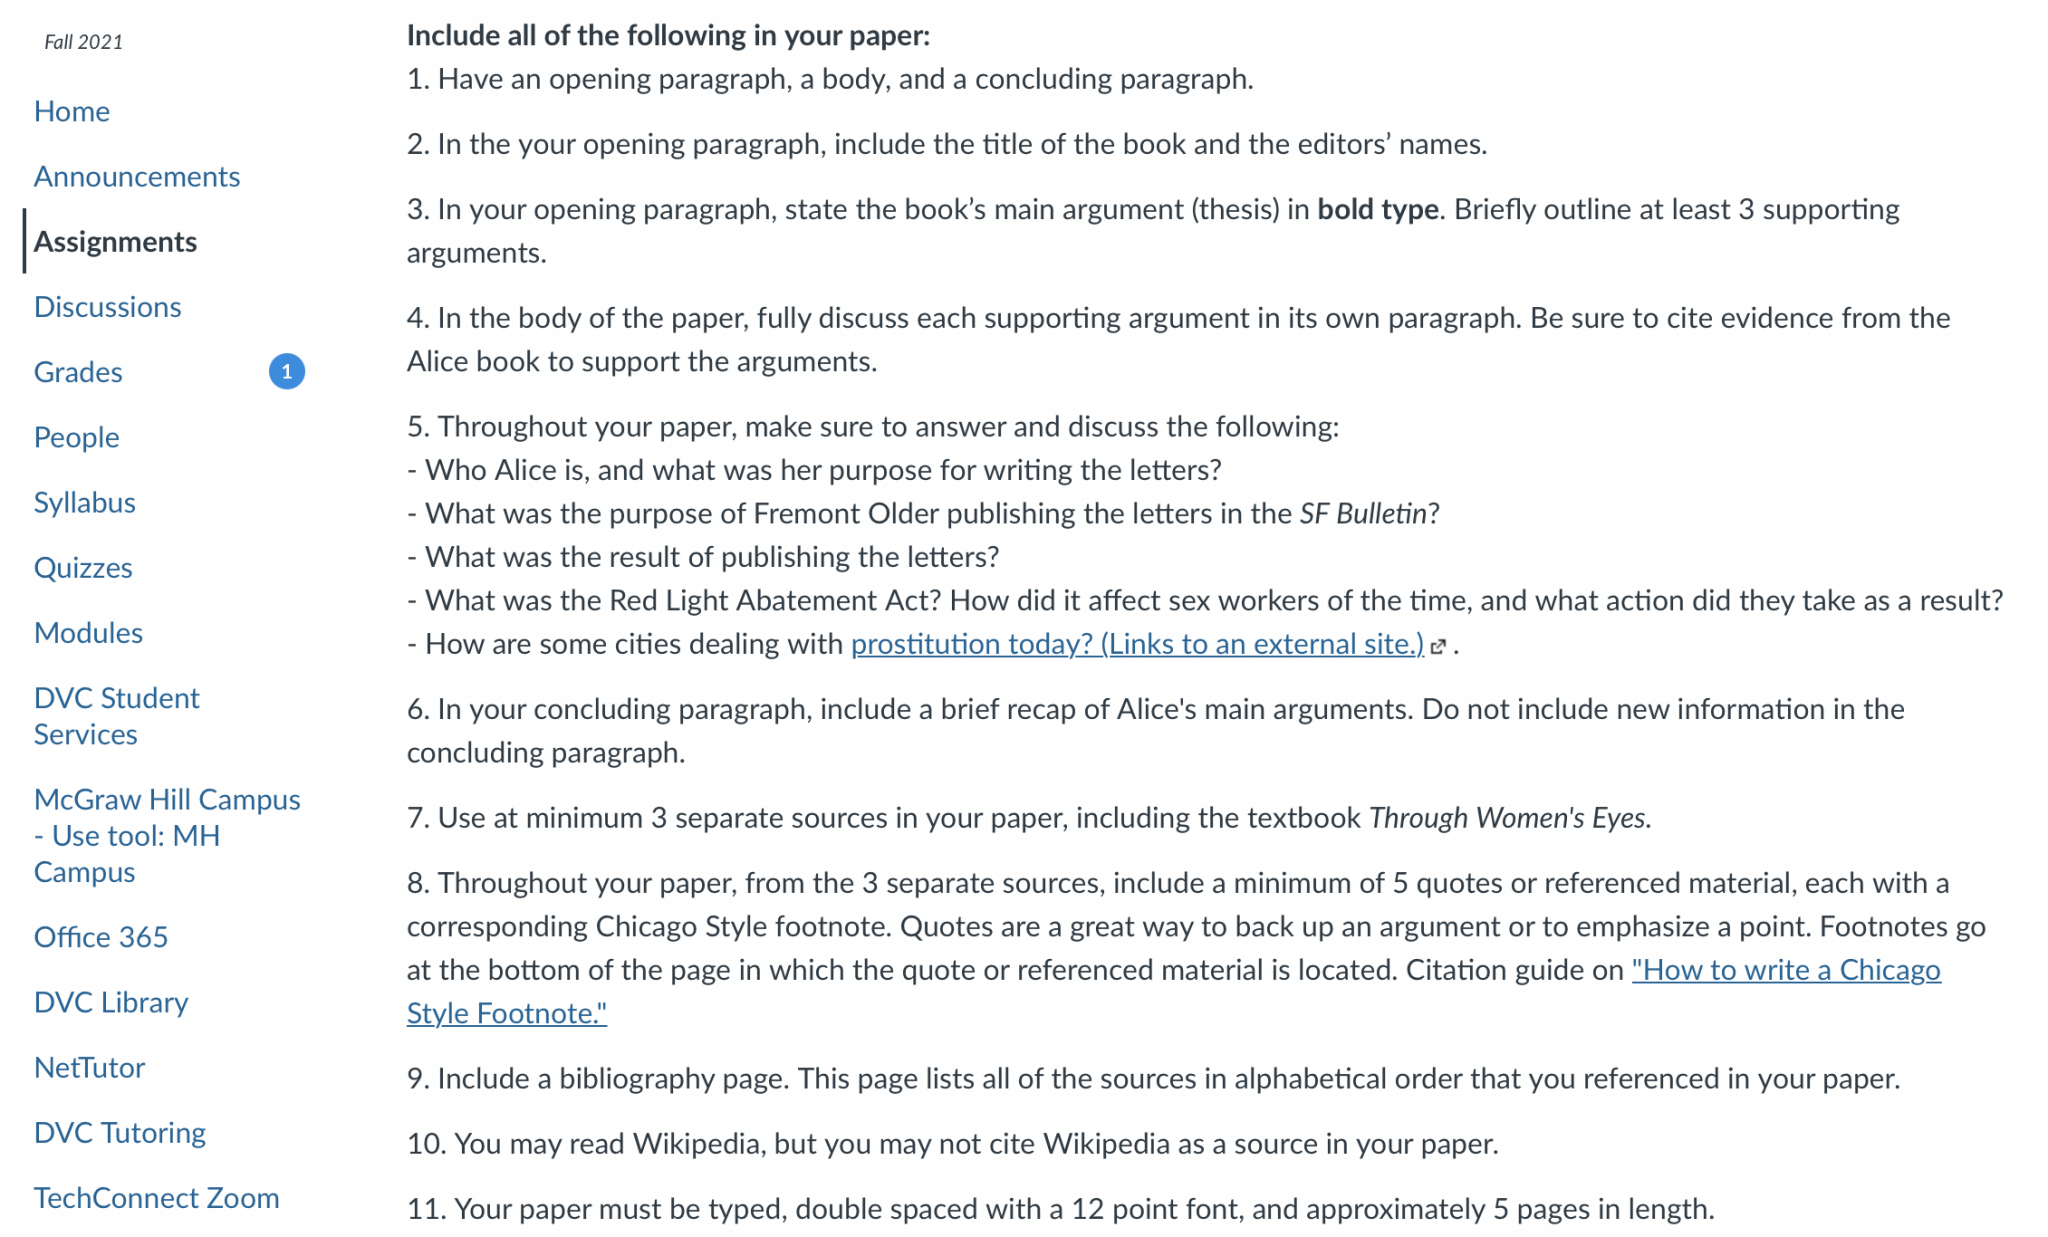 Fall 2021
Home
Announcements
Assignments
Discussions
Grades
1
People
Syllabus
Quizzes
Modules
DVC Student
Services
McGraw Hill Campus
- Use tool: MH
Campus
Office 365
DVC Library
NetTutor
DVC Tutoring
TechConnect Zoom
Include all of the following in your paper:
1. Have an opening paragraph, a body, and a concluding paragraph.
2. In the your opening paragraph, include the title of the book and the editors’ names.
3. In your opening paragraph, state the book’s main argument (thesis) in bold type. Briefly outline at least 3 supporting
arguments.
4. In the body of the paper, fully discuss each supporting argument in its own paragraph. Be sure to cite evidence from the
Alice book to support the arguments.
5. Throughout your paper, make sure to answer and discuss the following:
- Who Alice is, and what was her purpose for writing the letters?
- What was the purpose of Fremont Older publishing the letters in the SF Bulletin?
- What was the result of publishing the letters?
- What was the Red Light Abatement Act? How did it affect sex workers of the time, and what action did they take as a result?
- How are some cities dealing with prostitution today? (Links to an external site.) .
6. In your concluding paragraph, include a brief recap of Alice's main arguments. Do not include new information in the
concluding paragraph.
7. Use at minimum 3 separate sources in your paper, including the textbook Through Women's Eyes.
8. Throughout your paper, from the 3 separate sources, include a minimum of 5 quotes or referenced material, each with a
corresponding Chicago Style footnote. Quotes are a great way to back up an argument or to emphasize a point. Footnotes go
at the bottom of the page in which the quote or referenced material is located. Citation guide on "How to write a Chicago
Style Footnote."
9. Include a bibliography page. This page lists all of the sources in alphabetical order that you referenced in your paper.
10. You may read Wikipedia, but you may not cite Wikipedia as a source in your paper.
11. Your paper must be typed, double spaced with a 12 point font, and approximately 5 pages in length.